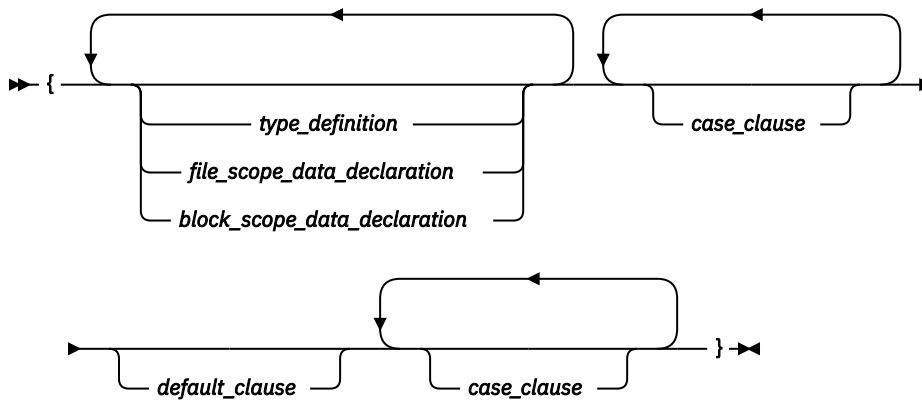 {
type_definition case_clause
file_scope_data_declaration
block_scope_data_declaration
}
default_clause case_clause